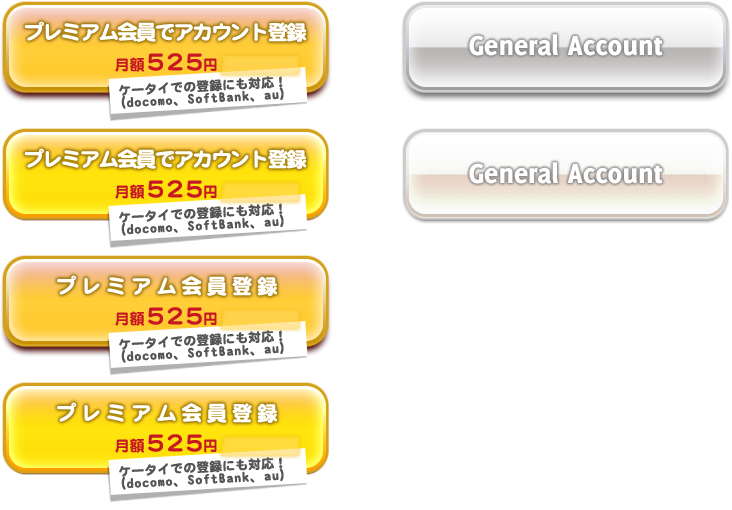 プレミアム会員でアカウント登録
月額525円
ケータイでの登録にも対応！
(docomo、SoftBank、au)
General Account
プレミアム会員でアカウント登録
月額525円
ケータイでの登録にも対応！
(docomo、SoftBank、au)
General Account
プレミアム会員登録
月額525円
ケータイでの登録にも対応！
(docomo、SoftBank、au)
プレミアム会員登録
月額525円
ケータイでの登録にも対応！
(docomo、SoftBank、au)